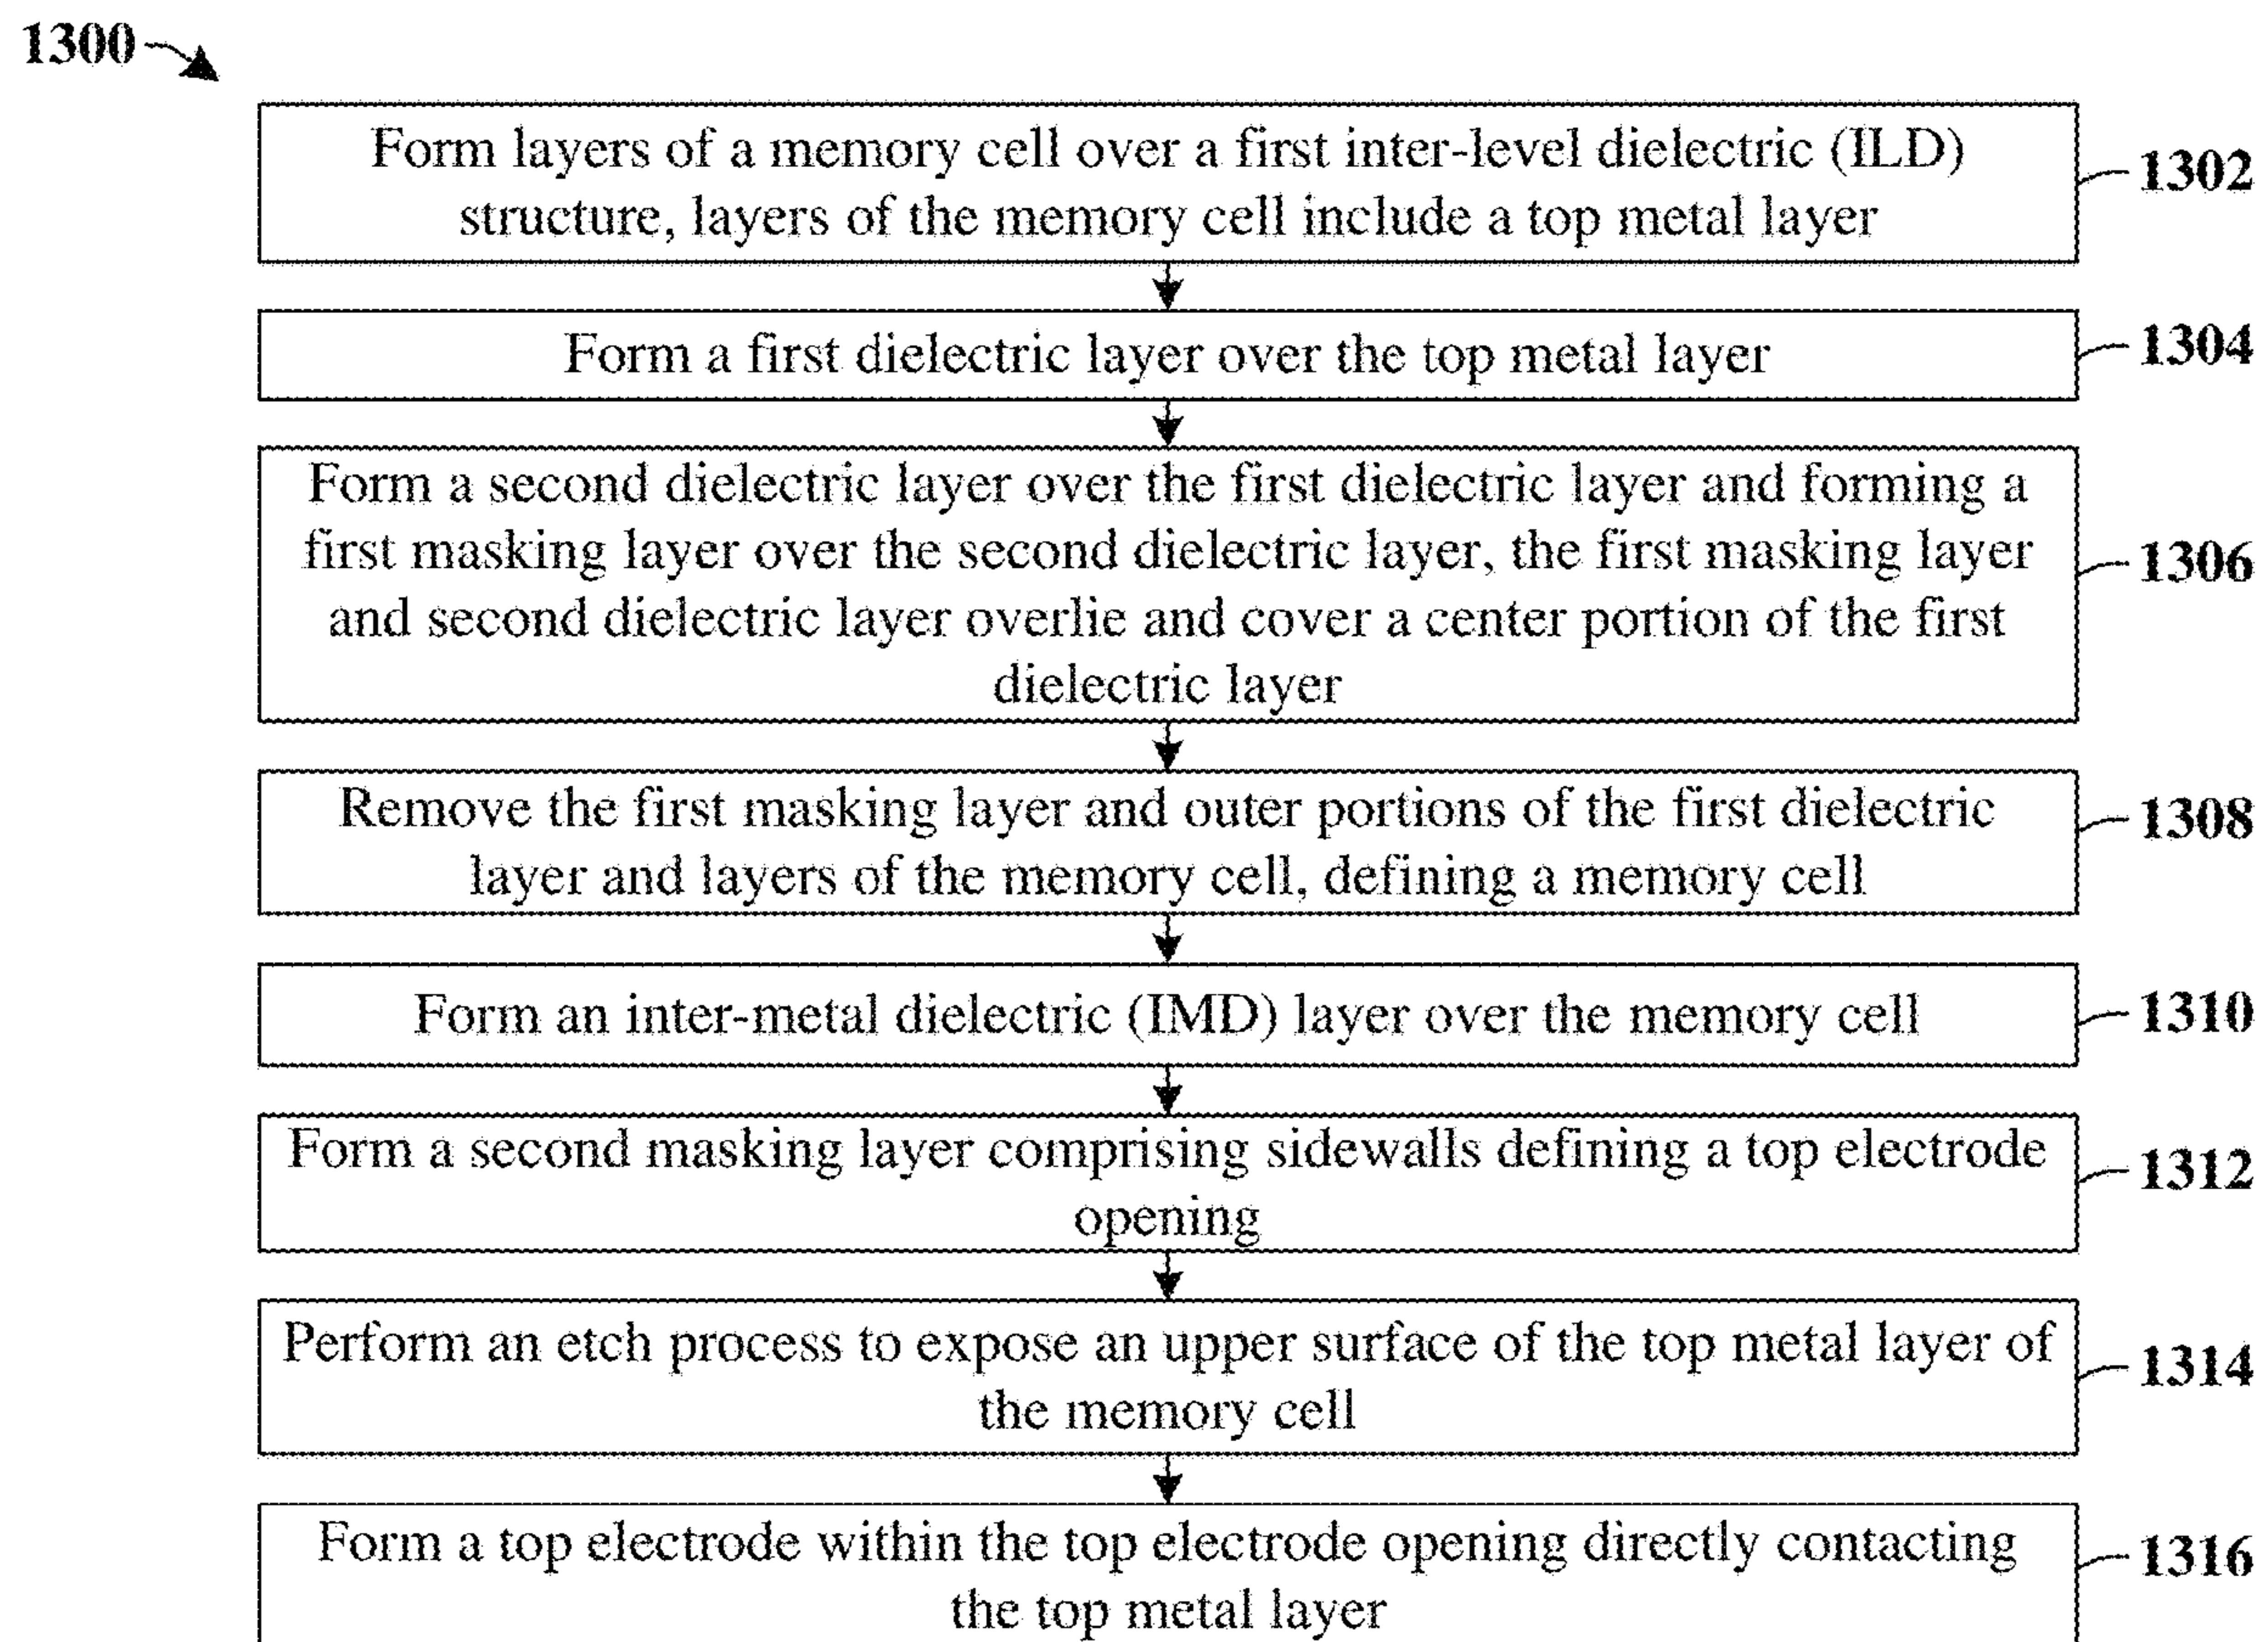 1300
Form layers of a memory cell over a first inter-level dielectric (ILD)
structure, layers of the memory cell include a top metal layer
1302
Form a first dielectric layer over the top metal layer
1304
Form a second dielectric layer over the first dielectric layer and forming a
first masking layer over the second dielectric layer, the first masking layer
and second dielectric layer overlie and cover a center portion of the first
dielectric layer
1306
Remove the first masking layer and outer portions of the first dielectric
layer and layers of the memory cell, defining a memory cell
1308
Form an inter-metal dielectric (IMD) layer over the memory cell
1310
Form a second masking layer comprising sidewalls defining a top electrode
opening
1312
Perform an etch process to expose an upper surface of the top metal layer of
the memory cell
1314
Form a top electrode within the top electrode opening directly contacting
the top metal layer
1316